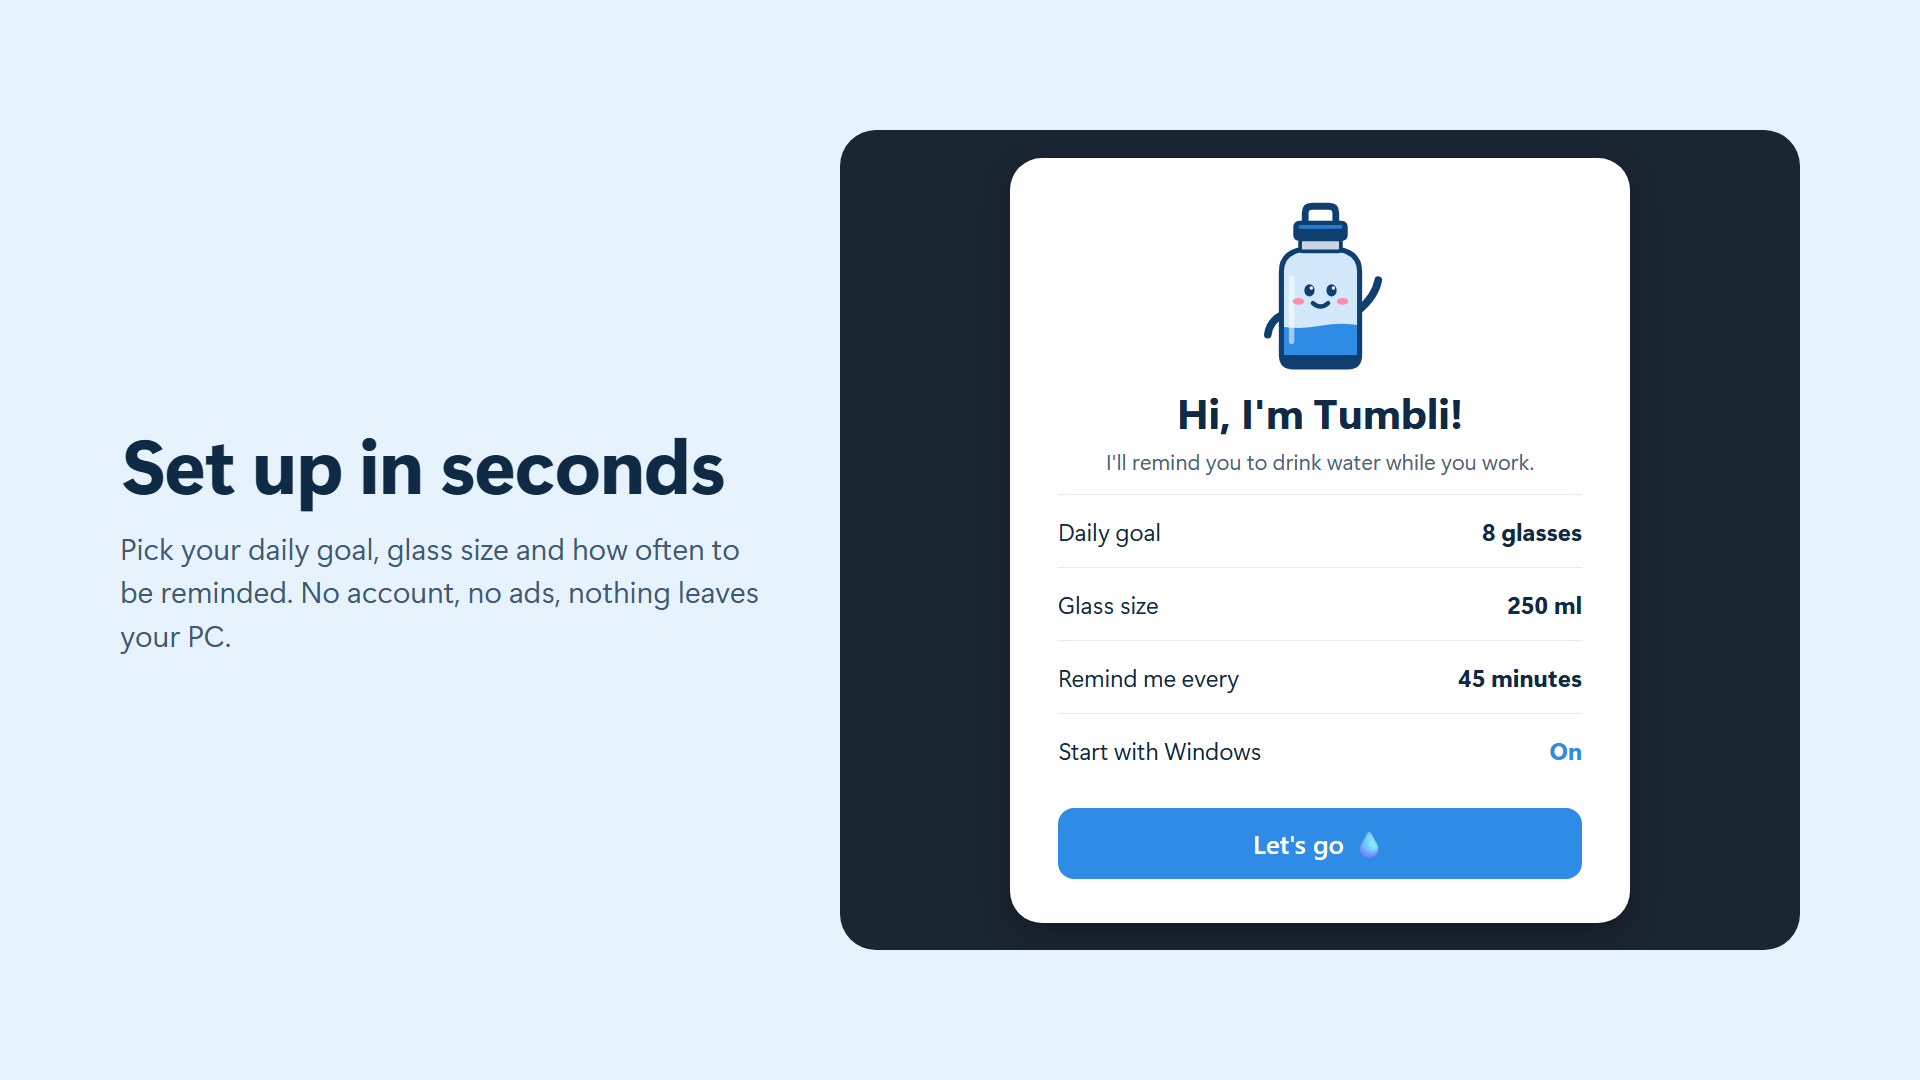 Set up in seconds
Pick your daily goal, glass size and how often to
be reminded. No account, no ads, nothing leaves
your PC.
Hi, I'm Tumbli!
I'll remind you to drink water while you work.
Daily goal 8 glasses
Glass size 250 ml
Remind me every 45 minutes
Start with Windows On
Let's go 💧